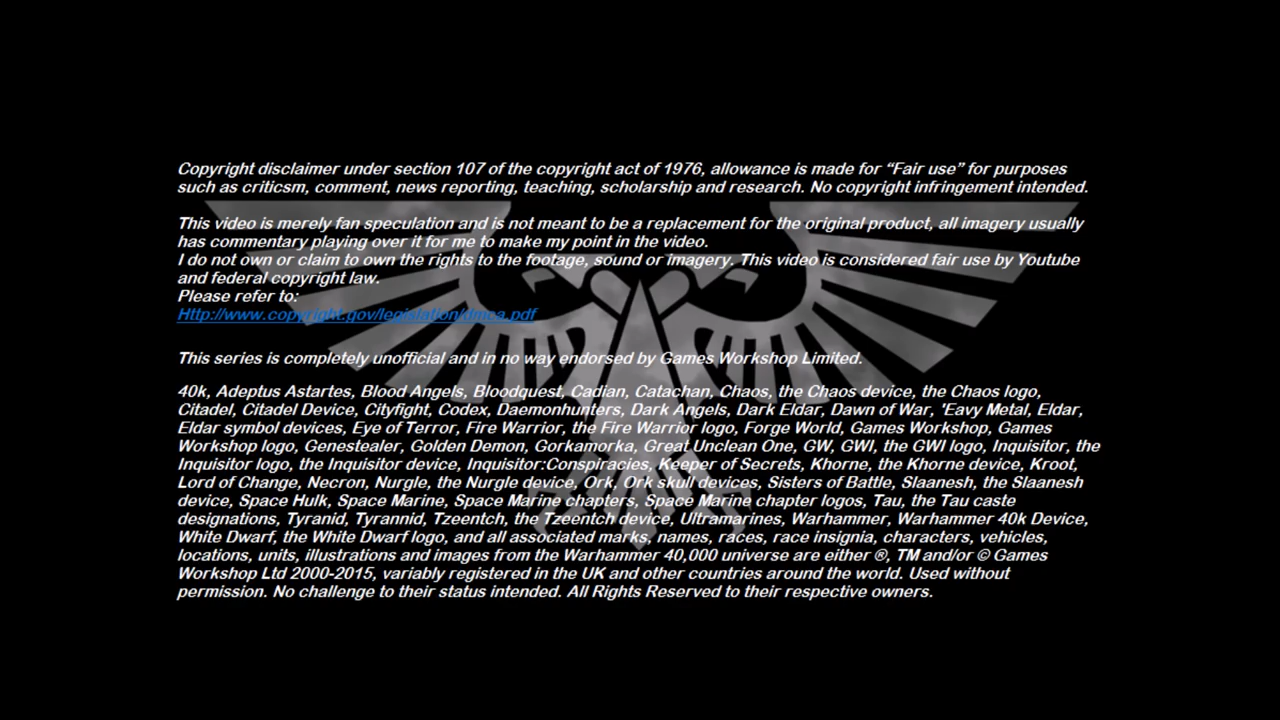 Copyright disclaimer under section 107 of the copyright act of 1976, allowance is made for “Fair use” for purposes
such as criticsm, comment, news reporting, teaching, scholarship and research. No copyright infringement intended.
This video is merely fan speculation and is not meant to be a replacement for the original product, all imagery usually
has commentary playing over it for me to make my point in the video.
I do not own or claim to own the rights to the footage, sound or imagery. This video is considered fair use by Youtube
and federal copyright law.
Please refer to:
Http://www.copyright.gov/legislation/dmca.pdf
This series is completely unofficial and in no way endorsed by Games Workshop Limited.
40k, Adeptus Astartes, Blood Angels, Bloodquest, Cadian, Catachan, Chaos, the Chaos device, the Chaos logo,
Citadel, Citadel Device, Cityfight, Codex, Daemonhunters, Dark Angels, Dark Eldar, Dawn of War, 'Eavy Metal, Eldar,
Eldar symbol devices, Eye of Terror, Fire Warrior, the Fire Warrior logo, Forge World, Games Workshop, Games
Workshop logo, Genestealer, Golden Demon, Gorkamorka, Great Unclean One, GW, GWI, the GWI logo, Inquisitor, the
Inquisitor logo, the Inquisitor device, Inquisitor:Conspiracies, Keeper of Secrets, Khorne, the Khorne device, Kroot,
Lord of Change, Necron, Nurgle, the Nurgle device, Ork, Ork skull devices, Sisters of Battle, Slaanesh, the Slaanesh
device, Space Hulk, Space Marine, Space Marine chapters, Space Marine chapter logos, Tau, the Tau caste
designations, Tyranid, Tyrannid, Tzeentch, the Tzeentch device, Ultramarines, Warhammer, Warhammer 40k Device,
White Dwarf, the White Dwarf logo, and all associated marks, names, races, race insignia, characters, vehicles,
locations, units, illustrations and images from the Warhammer 40,000 universe are either ®, TM and/or © Games
Workshop Ltd 2000-2015, variably registered in the UK and other countries around the world. Used without
permission. No challenge to their status intended. All Rights Reserved to their respective owners.